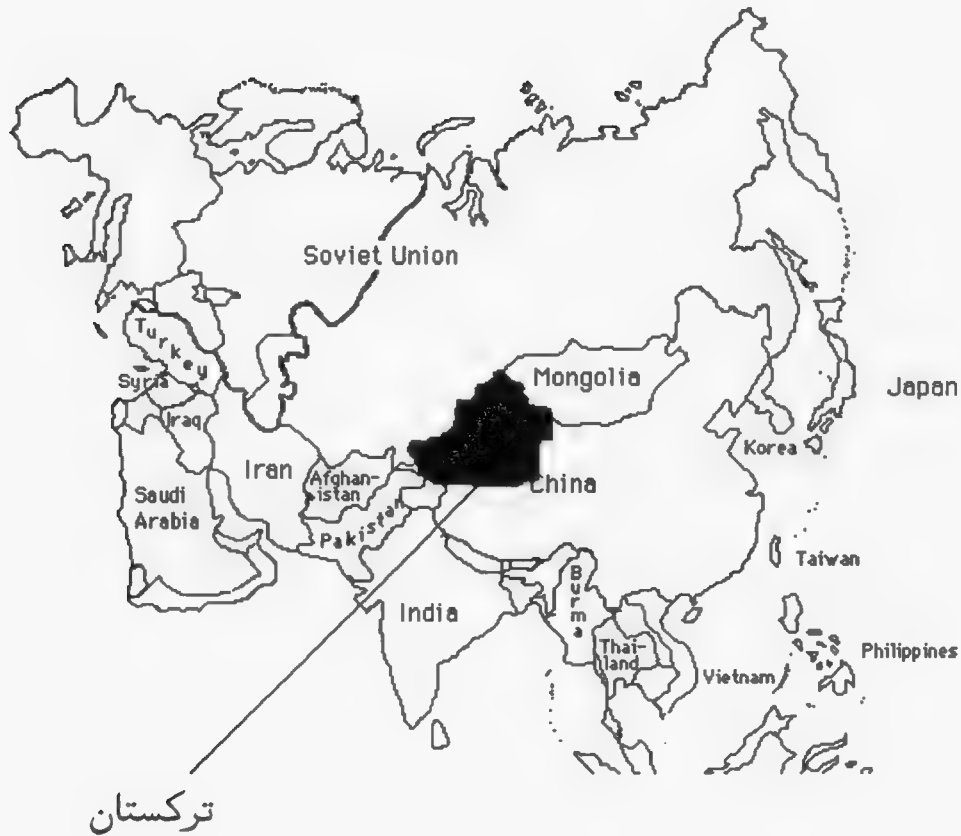 Soviet Union
Turkey
Mongolia
Syria
Japan
Iraq
Korea
Iran
Afghan-
istan
China
Saudi
Arabia
Pakistan
Taiwan
Burma
India
Thai-
land
Philippines
Vietnam
تركستان